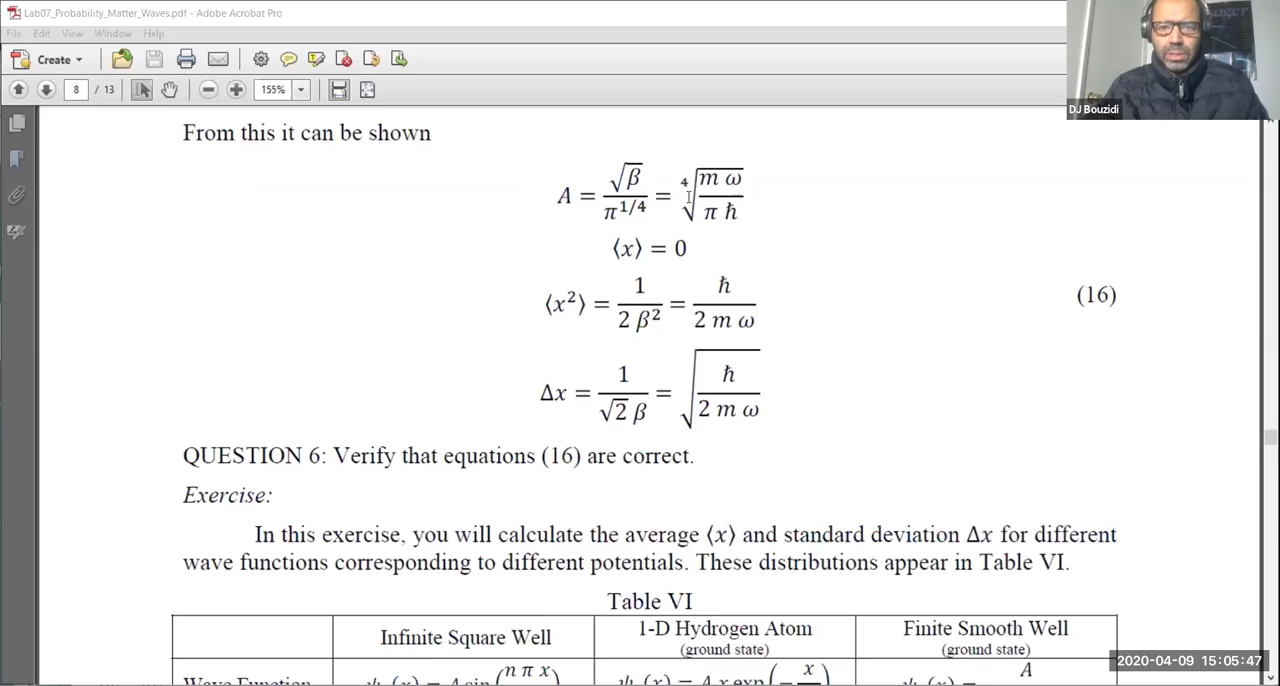 Lab07_Probability_Matter_Waves.pdf - Adobe Acrobat Pro
File Edit View Window Help
Create
8 / 13 155%
DJ Bouzidi
From this it can be shown
A = √β / π^1/4 = ⁴√(m ω / π ħ)
⟨x⟩ = 0
⟨x²⟩ = 1 / 2 β² = ħ / 2 m ω (16)
Δx = 1 / √2 β = √(ħ / 2 m ω)
QUESTION 6: Verify that equations (16) are correct.
Exercise:
In this exercise, you will calculate the average ⟨x⟩ and standard deviation Δx for different
wave functions corresponding to different potentials. These distributions appear in Table VI.
Table VI
Infinite Square Well 1-D Hydrogen Atom (ground state) Finite Smooth Well (ground state)
Wave Function n π x x A
2020-04-09 15:05:47